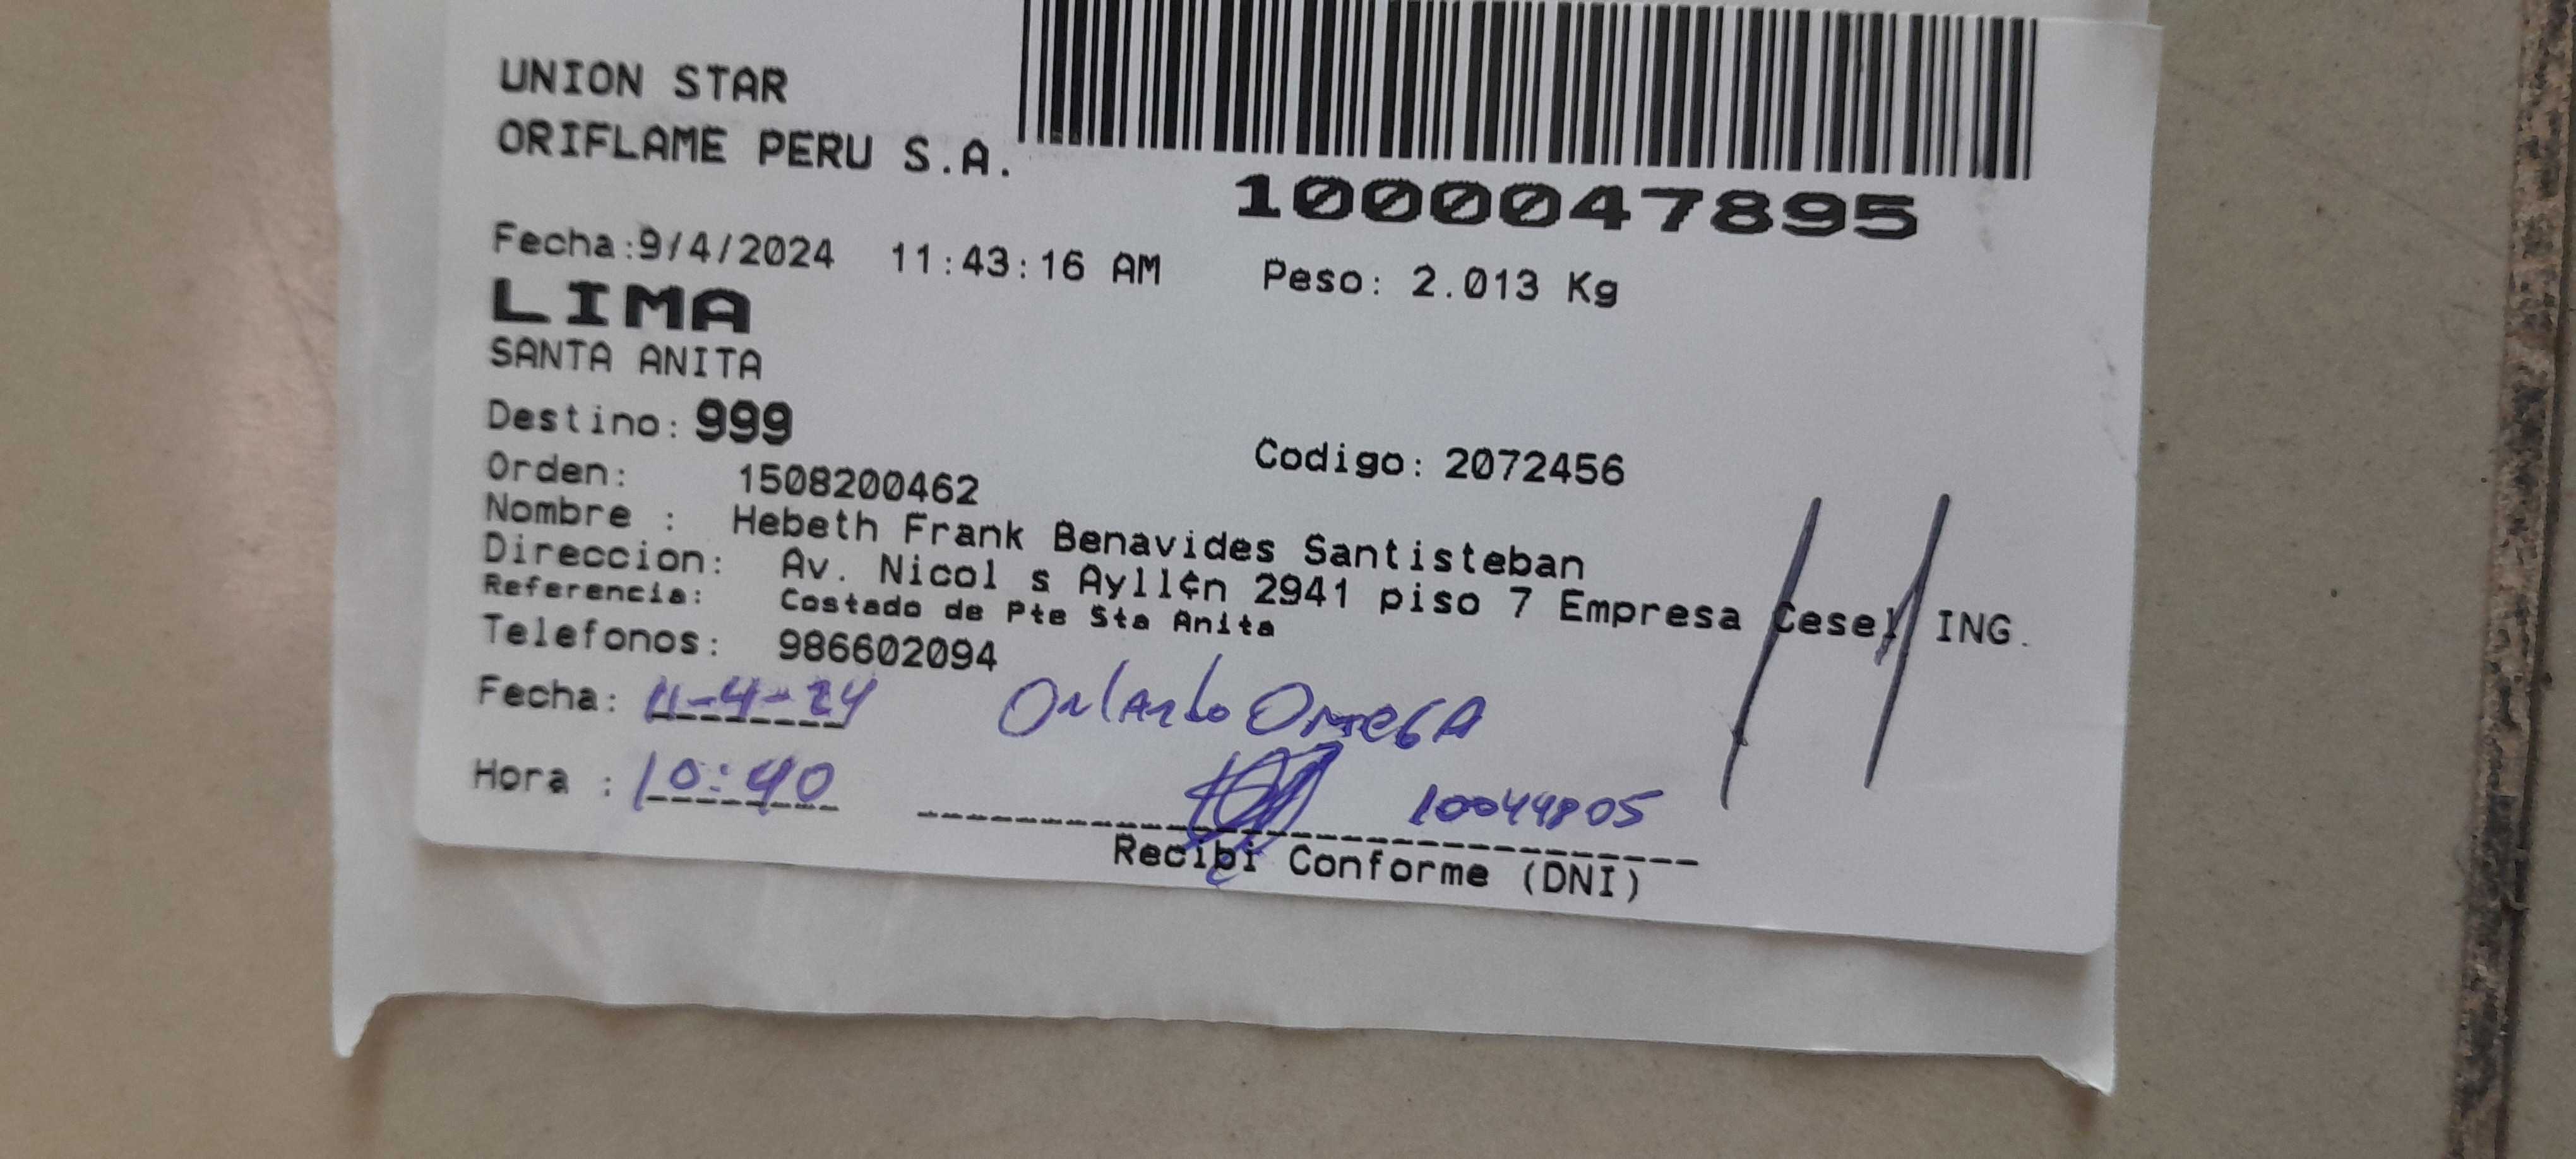 UNION STAR
ORIFLAME PERU S.A.
1000047895
Fecha:9/4/2024 11:43:16 AM Peso: 2.013 Kg
LIMA
SANTA ANITA
Destino: 999
Codigo: 2072456
Orden: 1508200462
Nombre : Hebeth Frank Benavides Santisteban
Direccion: Av. Nicol s Ayll¢n 2941 piso 7 Empresa Cesel ING.
Referencia: Costado de Pte Sta Anita
Telefonos: 986602094
Fecha: 11-4-24 Orlando Omega
Hora : 10:40 10044805
Recibi Conforme (DNI)